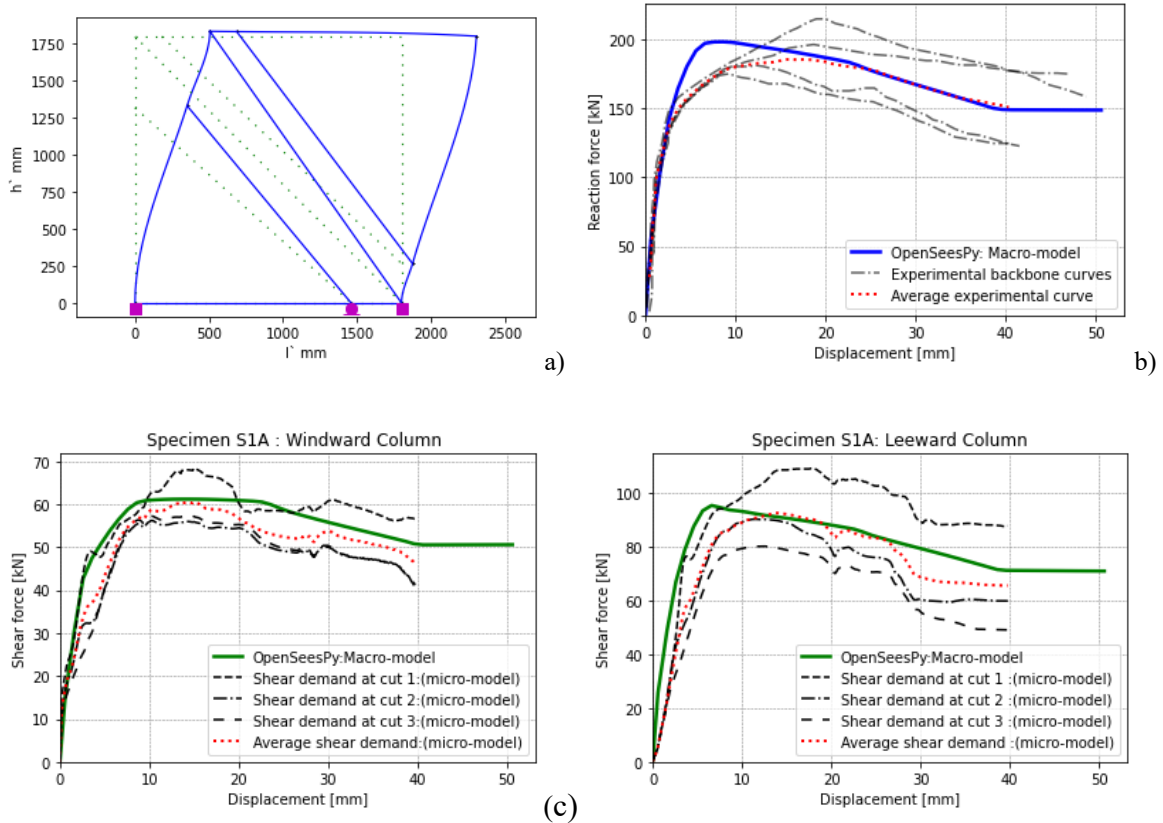 1750
1500
1250
1000
750
500
250
0
h` mm
0 500 1000 1500 2000 2500
l` mm
a)
200
150
100
50
0
Reaction force [kN]
OpenSeesPy: Macro-model
Experimental backbone curves
Average experimental curve
0 10 20 30 40 50
Displacement [mm]
b)
Specimen S1A : Windward Column
70
60
50
40
30
20
10
0
Shear force [kN]
OpenSeesPy:Macro-model
Shear demand at cut 1:(micro-model)
Shear demand at cut 2:(micro-model)
Shear demand at cut 3:(micro-model)
Average shear demand:(micro-model)
0 10 20 30 40 50
Displacement [mm]
(c)
Specimen S1A: Leeward Column
100
80
60
40
20
0
Shear force [kN]
OpenSeesPy:Macro-model
Shear demand at cut 1 :(micro-model)
Shear demand at cut 2 :(micro-model)
Shear demand at cut 3 :(micro-model)
Average shear demand :(micro-model)
0 10 20 30 40 50
Displacement [mm]